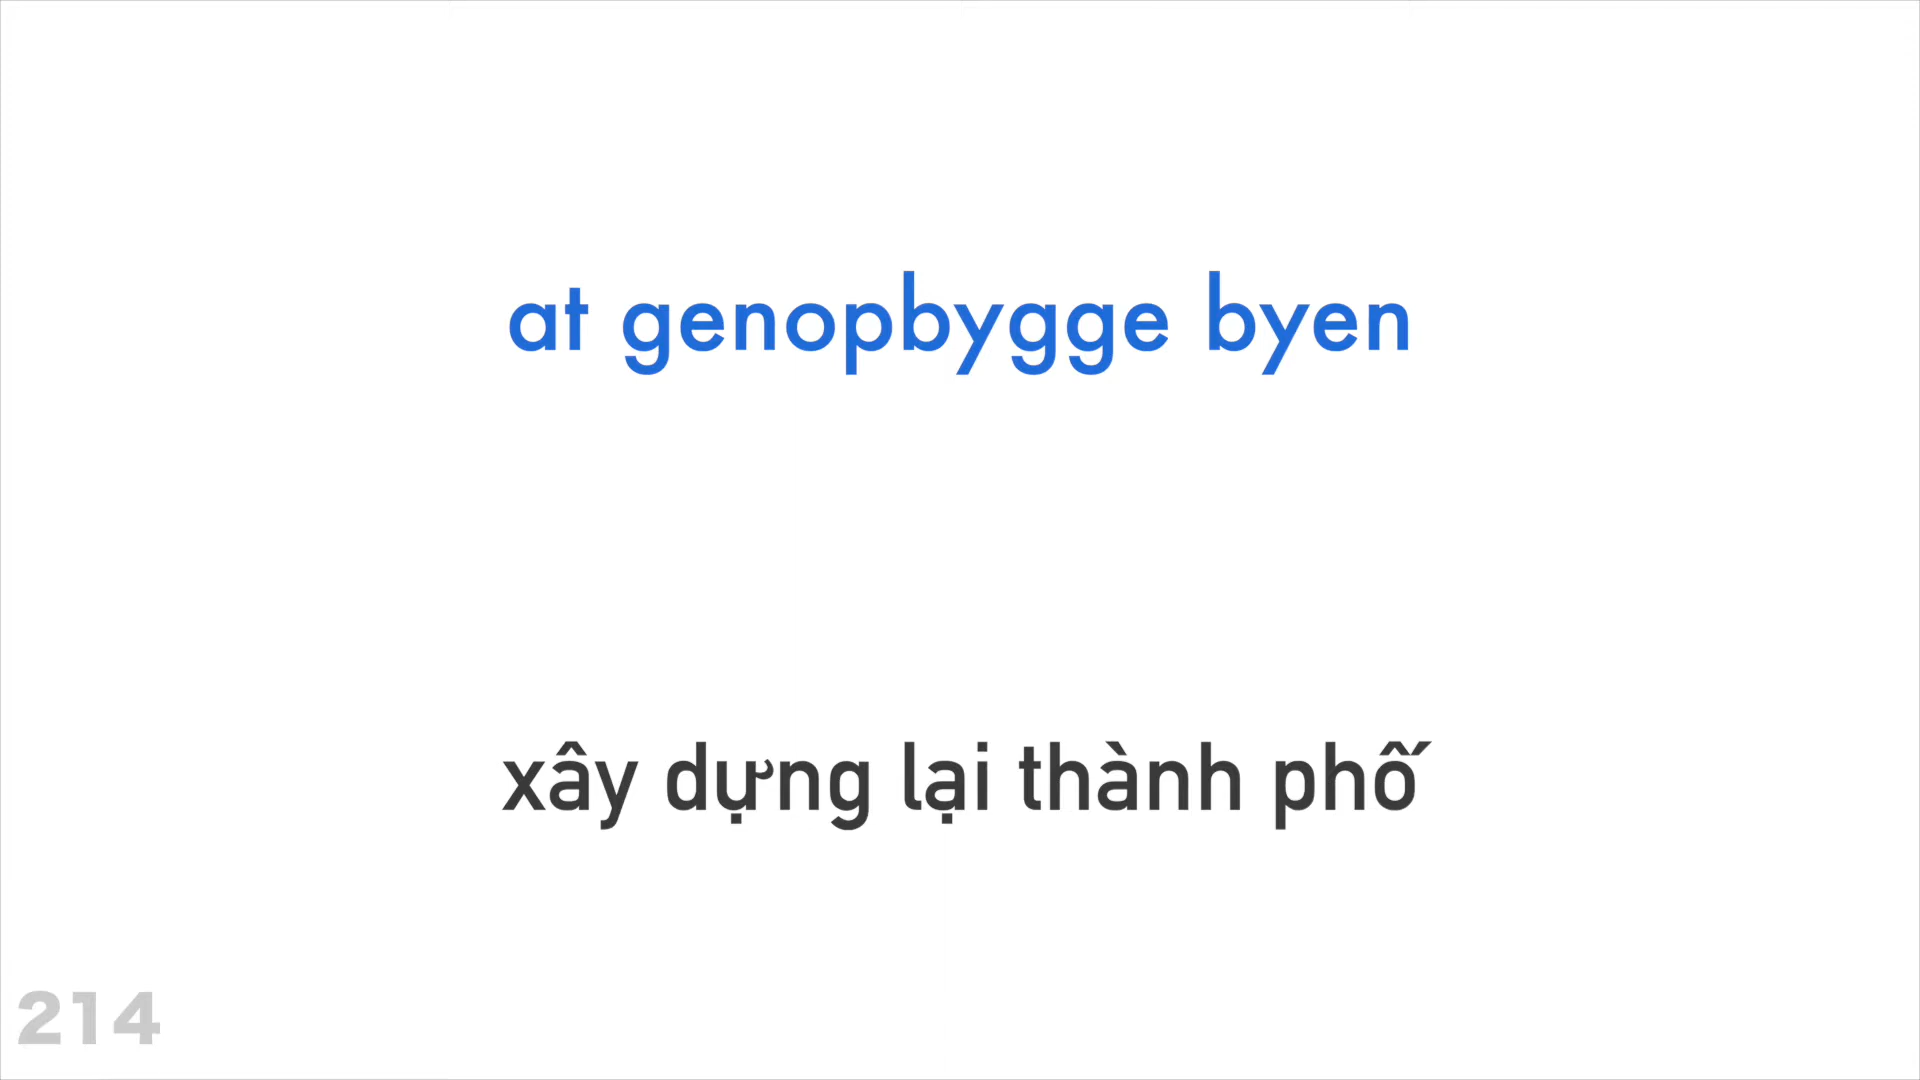 at genopbygge byen
xây dựng lại thành phố
214